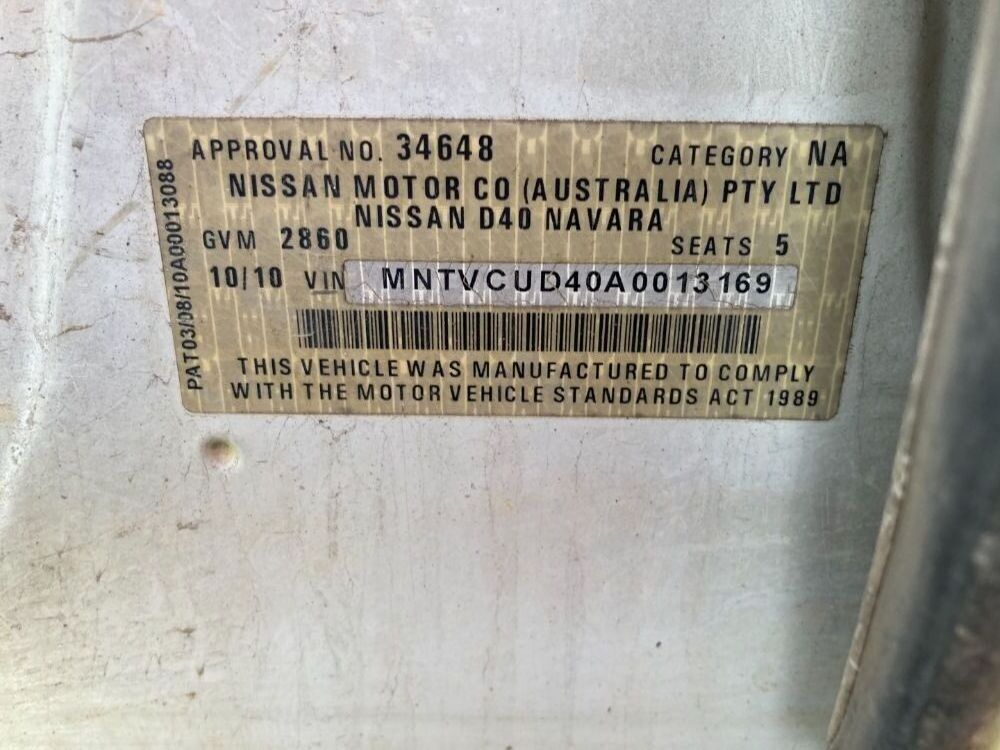 APPROVAL NO. 34648 CATEGORY NA
NISSAN MOTOR CO (AUSTRALIA) PTY LTD
NISSAN D40 NAVARA
GVM 2860 SEATS 5
10/10 VIN MNTVCUD40A0013169
THIS VEHICLE WAS MANUFACTURED TO COMPLY
WITH THE MOTOR VEHICLE STANDARDS ACT 1989
PAT03/08/10A00013088